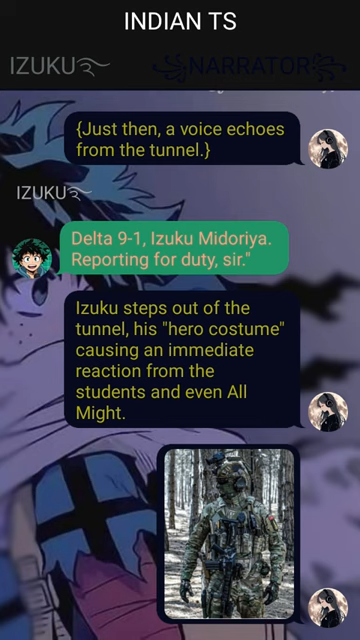 INDIAN TS
IZUKU
NARRATOR
{Just then, a voice echoes
from the tunnel.}
IZUKU
Delta 9-1, Izuku Midoriya.
Reporting for duty, sir."
Izuku steps out of the
tunnel, his "hero costume"
causing an immediate
reaction from the
students and even All
Might.